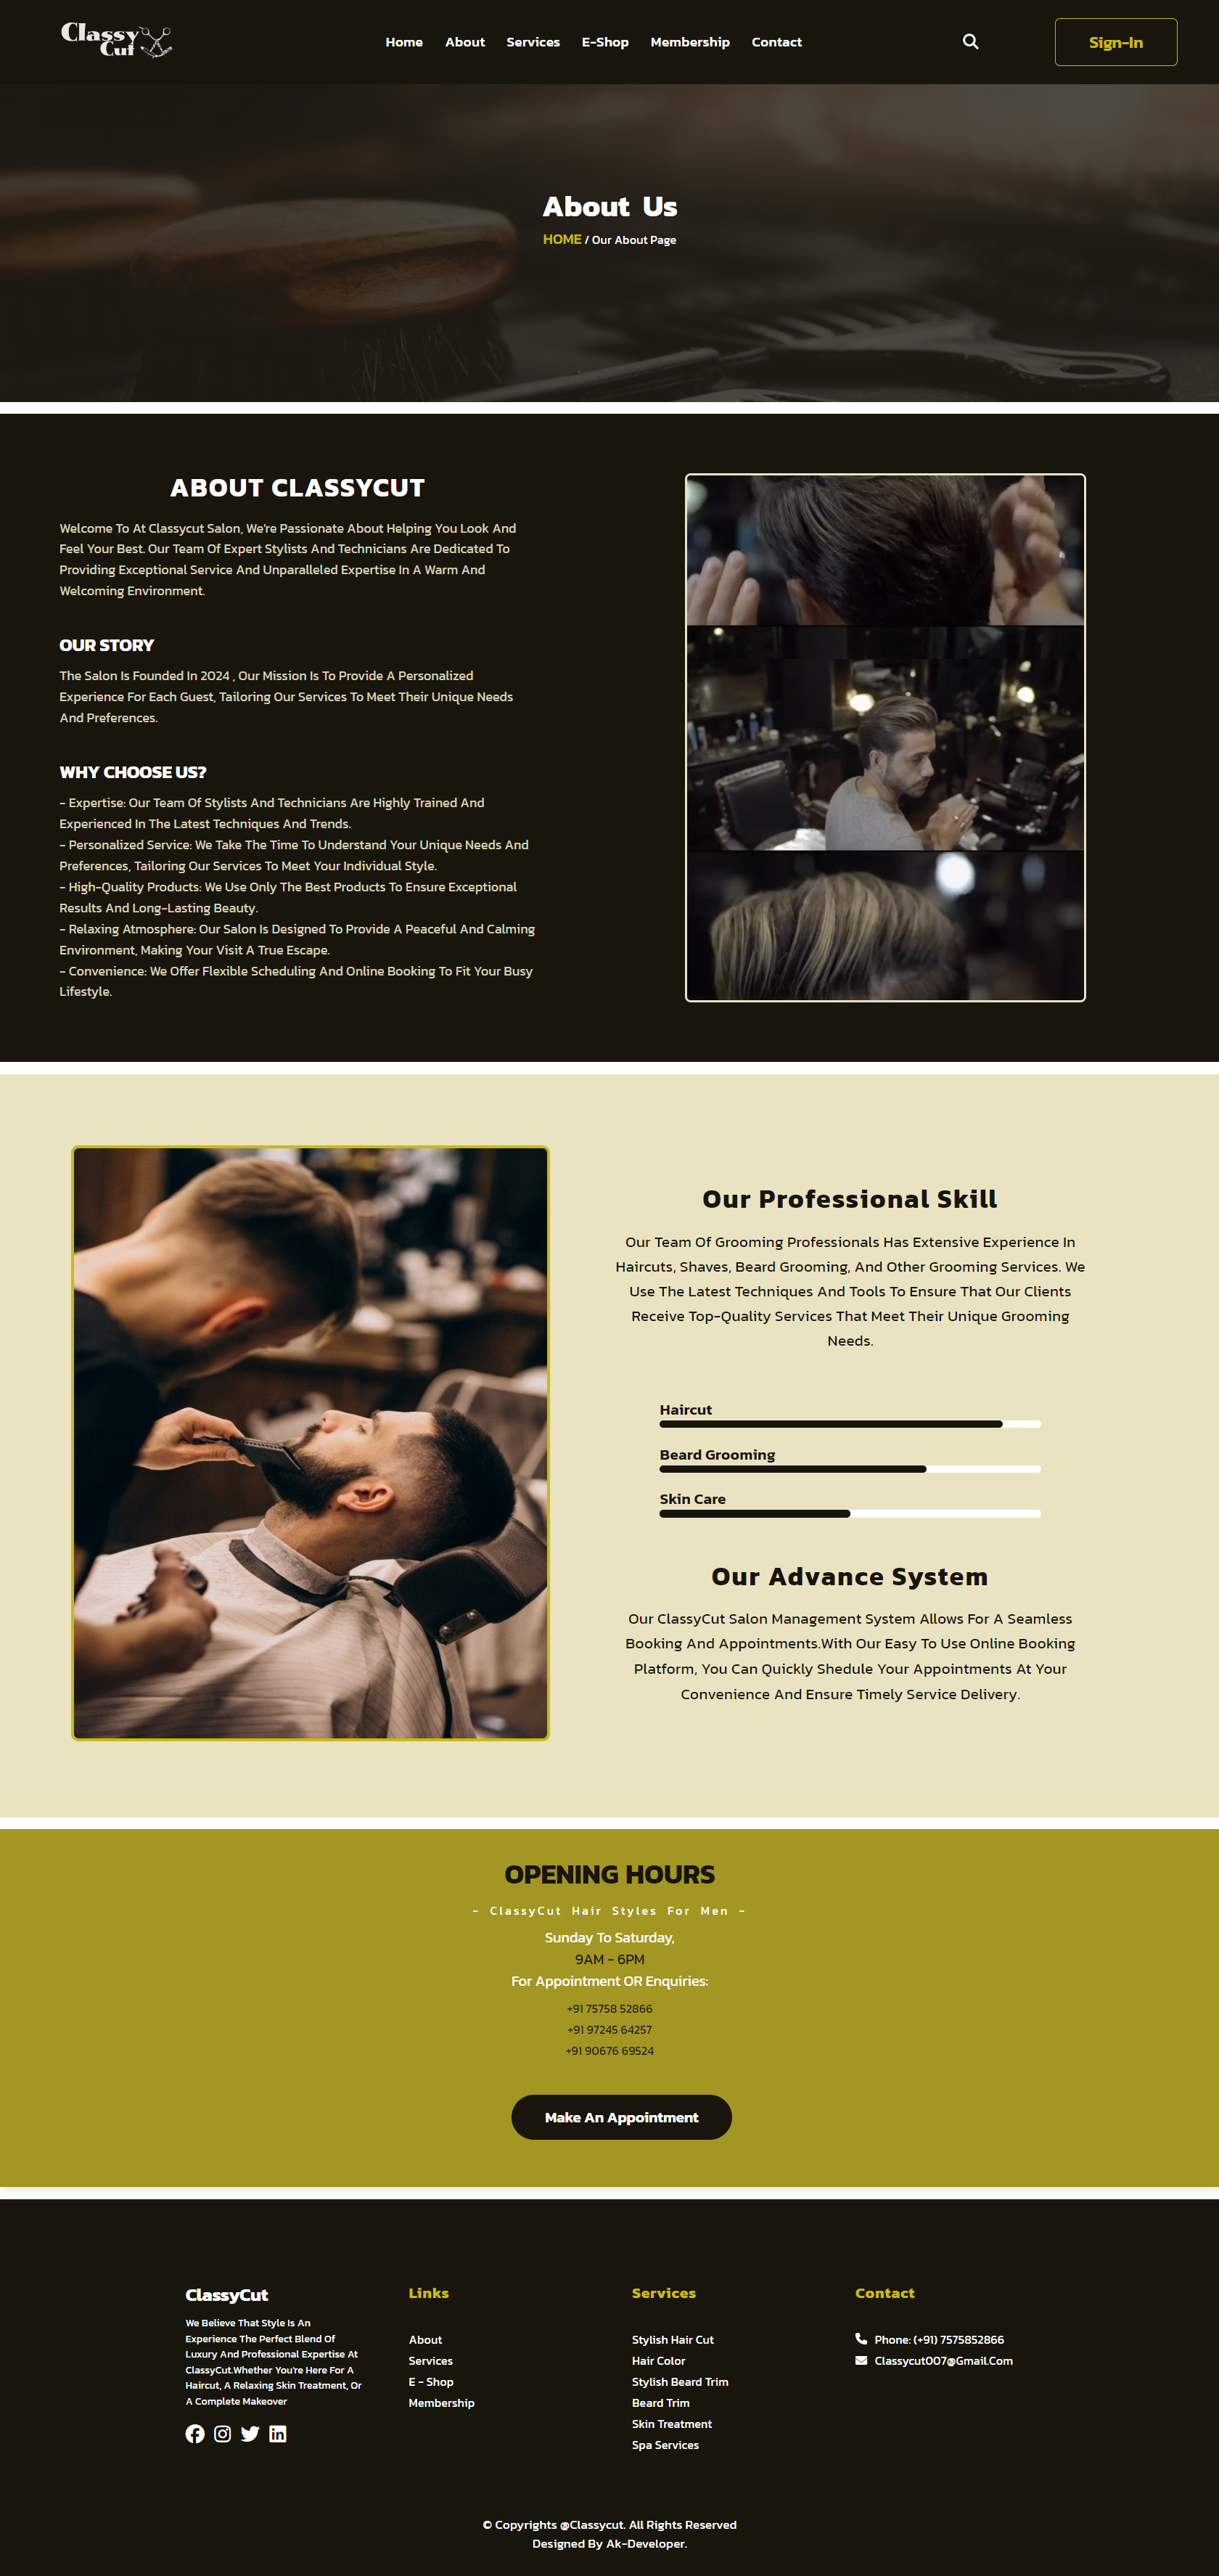 Classy
Cut
Home About Services E-Shop Membership Contact
Sign-In
About Us
HOME / Our About Page
ABOUT CLASSYCUT
Welcome To At Classycut Salon, We're Passionate About Helping You Look And
Feel Your Best. Our Team Of Expert Stylists And Technicians Are Dedicated To
Providing Exceptional Service And Unparalleled Expertise In A Warm And
Welcoming Environment.
OUR STORY
The Salon Is Founded In 2024 , Our Mission Is To Provide A Personalized
Experience For Each Guest, Tailoring Our Services To Meet Their Unique Needs
And Preferences.
WHY CHOOSE US?
- Expertise: Our Team Of Stylists And Technicians Are Highly Trained And
Experienced In The Latest Techniques And Trends.
- Personalized Service: We Take The Time To Understand Your Unique Needs And
Preferences, Tailoring Our Services To Meet Your Individual Style.
- High-Quality Products: We Use Only The Best Products To Ensure Exceptional
Results And Long-Lasting Beauty.
- Relaxing Atmosphere: Our Salon Is Designed To Provide A Peaceful And Calming
Environment, Making Your Visit A True Escape.
- Convenience: We Offer Flexible Scheduling And Online Booking To Fit Your Busy
Lifestyle.
Our Professional Skill
Our Team Of Grooming Professionals Has Extensive Experience In
Haircuts, Shaves, Beard Grooming, And Other Grooming Services. We
Use The Latest Techniques And Tools To Ensure That Our Clients
Receive Top-Quality Services That Meet Their Unique Grooming
Needs.
Haircut
Beard Grooming
Skin Care
Our Advance System
Our ClassyCut Salon Management System Allows For A Seamless
Booking And Appointments.With Our Easy To Use Online Booking
Platform, You Can Quickly Shedule Your Appointments At Your
Convenience And Ensure Timely Service Delivery.
OPENING HOURS
- ClassyCut Hair Styles For Men -
Sunday To Saturday,
9AM - 6PM
For Appointment OR Enquiries:
+91 75758 52866
+91 97245 64257
+91 90676 69524
Make An Appointment
ClassyCut
We Believe That Style Is An
Experience The Perfect Blend Of
Luxury And Professional Expertise At
ClassyCut.Whether You're Here For A
Haircut, A Relaxing Skin Treatment, Or
A Complete Makeover
Links
About
Services
E - Shop
Membership
Services
Stylish Hair Cut
Hair Color
Stylish Beard Trim
Beard Trim
Skin Treatment
Spa Services
Contact
Phone: (+91) 7575852866
Classycut007@Gmail.Com
© Copyrights @Classycut. All Rights Reserved
Designed By Ak-Developer.